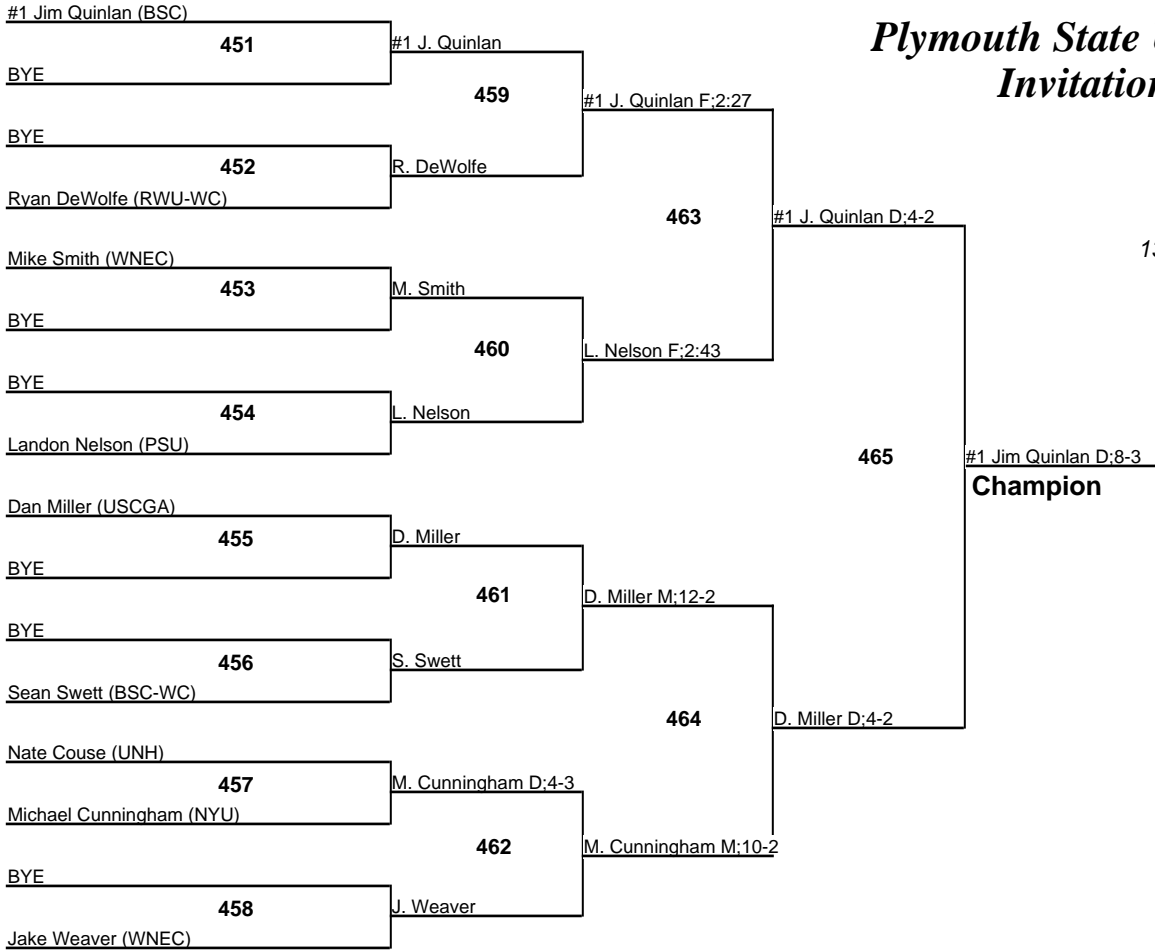 #1 Jim Quinlan (BSC)
451
BYE
#1 J. Quinlan
459
BYE
452
Ryan DeWolfe (RWU-WC)
R. DeWolfe
#1 J. Quinlan F;2:27
463
Mike Smith (WNEC)
453
BYE
M. Smith
460
BYE
454
Landon Nelson (PSU)
L. Nelson
L. Nelson F;2:43
#1 J. Quinlan D;4-2
465
Dan Miller (USCGA)
455
BYE
D. Miller
461
BYE
456
Sean Swett (BSC-WC)
S. Swett
D. Miller M;12-2
464
Nate Couse (UNH)
457
Michael Cunningham (NYU)
M. Cunningham D;4-3
462
BYE
458
Jake Weaver (WNEC)
J. Weaver
M. Cunningham M;10-2
D. Miller D;4-2
#1 Jim Quinlan D;8-3
Champion
Plymouth State
Invitation
13